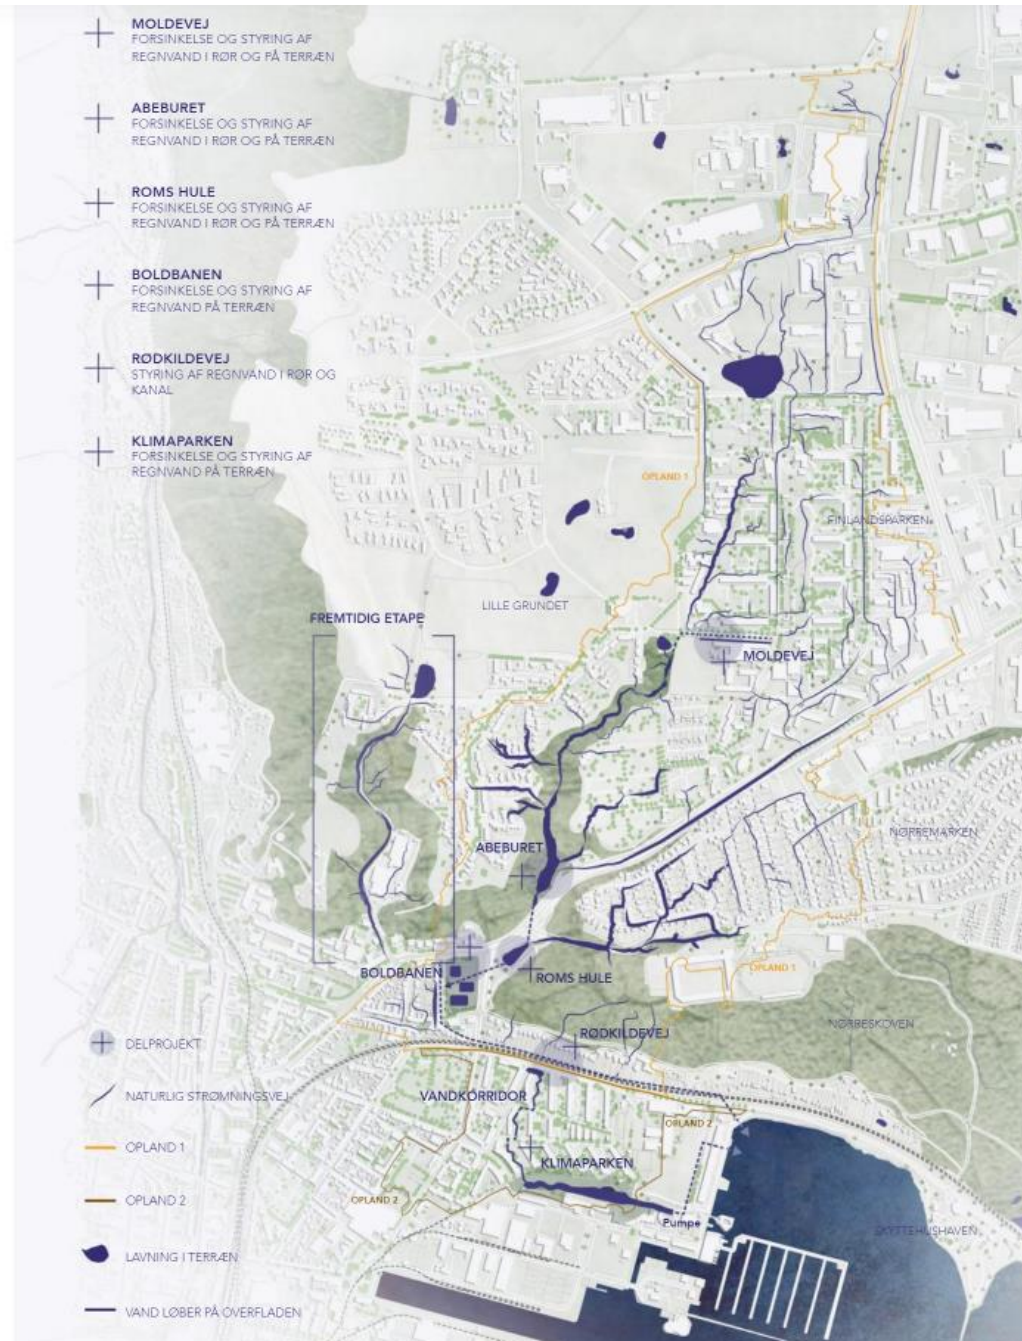 MOLDEVEJ
FORSINKELSE OG STYRING AF
REGNVAND I RØR OG PÅ TERRÆN
ABEBURET
FORSINKELSE OG STYRING AF
REGNVAND I RØR OG PÅ TERRÆN
ROMS HULE
FORSINKELSE OG STYRING AF
REGNVAND I RØR OG PÅ TERRÆN
BOLDBANEN
FORSINKELSE OG STYRING AF
REGNVAND PÅ TERRÆN
RØDKILDEVEJ
STYRING AF REGNVAND I RØR OG
KANAL
KLIMAPARKEN
FORSINKELSE OG STYRING AF
REGNVAND PÅ TERRÆN
OPLAND 1
FINLANDSPARKEN
LILLE GRUNDET
FREMTIDIG ETAPE
MOLDEVEJ
NØRREMARKEN
ABEBURET
OPLAND 1
BOLDBANEN
ROMS HULE
NØRRESKOVEN
RØDKILDEVEJ
VANDKORRIDOR
OPLAND 2
KLIMAPARKEN
OPLAND 2
Pumpe
SKYTTEHUSHAVEN
DELPROJEKT
NATURLIG STRØMNINGSVEJ
OPLAND 1
OPLAND 2
LAVNING I TERRÆN
VAND LØBER PÅ OVERFLADEN